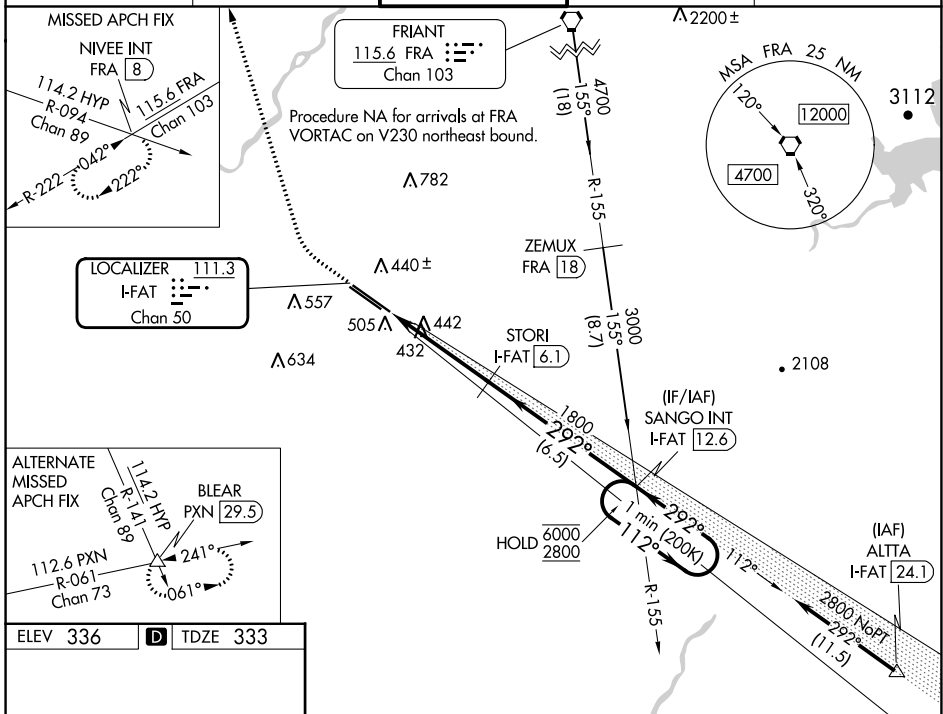 MISSED APCH FIX
NIVEE INT
FRA 8
114.2 HYP
R-094
Chan 89
115.6 FRA
Chan 103
R-222
042°
222°
FRIANT
115.6 FRA
Chan 103
Procedure NA for arrivals at FRA
VORTAC on V230 northeast bound.
4700
155°
(18)
R-155
2200±
MSA FRA 25 NM
120°
12000
4700
320°
3112
782
ZEMUX
FRA 18
LOCALIZER 111.3
I-FAT
Chan 50
440±
557
505
442
432
634
STORI
I-FAT 6.1
3000
155°
(8.7)
2108
(IF/IAF)
SANGO INT
I-FAT 12.6
1800
292°
(6.5)
HOLD 6000
2800
1 min (200K)
292°
112°
112°
R-155
(IAF)
ALTTA
I-FAT 24.1
2800 NoPT
292°
(11.5)
ALTERNATE
MISSED
APCH FIX
114.2 HYP
R-141
Chan 89
BLEAR
PXN 29.5
112.6 PXN
R-061
Chan 73
241°
061°
ELEV 336
D
TDZE 333